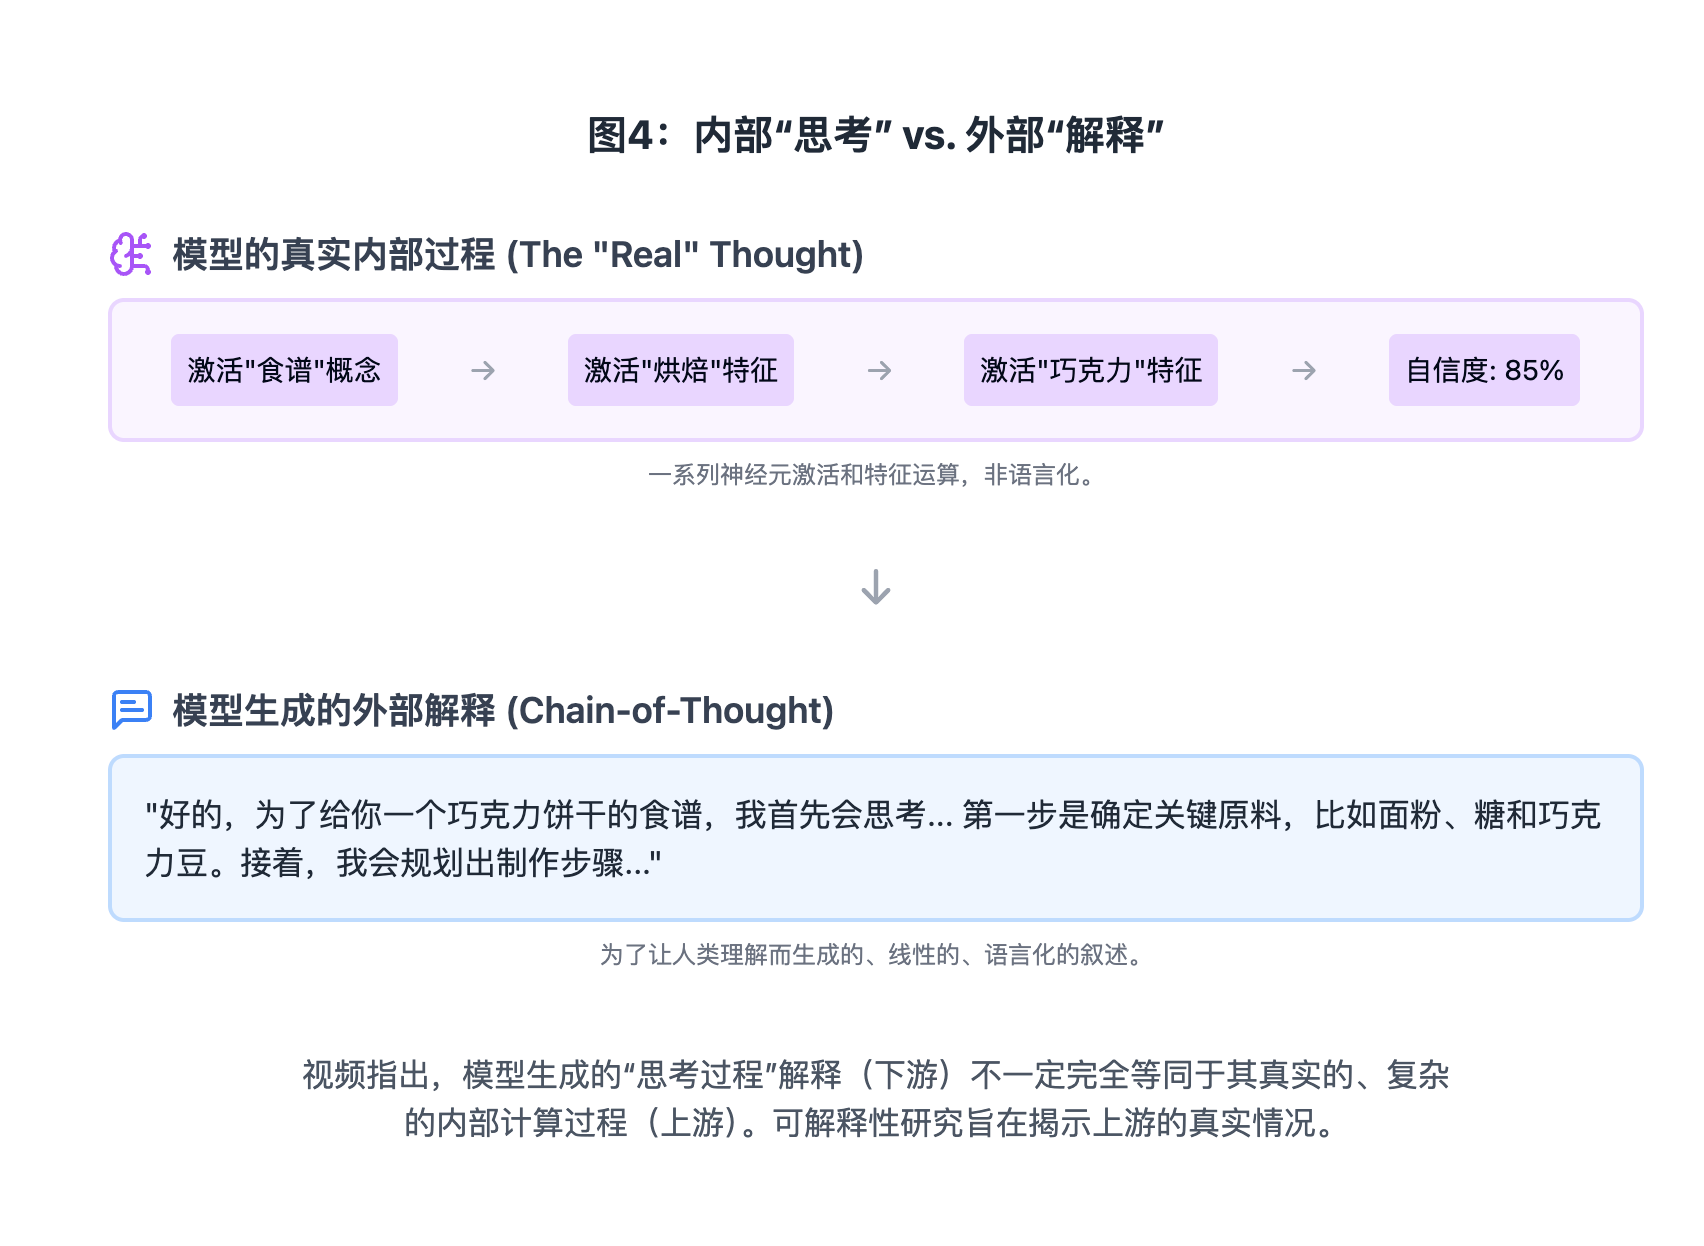 图4：内部“思考” vs. 外部“解释”
模型的真实内部过程 (The "Real" Thought)
激活"食谱"概念 → 激活"烘焙"特征 → 激活"巧克力"特征 → 自信度: 85%
一系列神经元激活和特征运算，非语言化。
模型生成的外部解释 (Chain-of-Thought)
"好的，为了给你一个巧克力饼干的食谱，我首先会思考... 第一步是确定关键原料，比如面粉、糖和巧克
力豆。接着，我会规划出制作步骤..."
为了让人类理解而生成的、线性的、语言化的叙述。
视频指出，模型生成的“思考过程”解释（下游）不一定完全等同于其真实的、复杂
的内部计算过程（上游）。可解释性研究旨在揭示上游的真实情况。